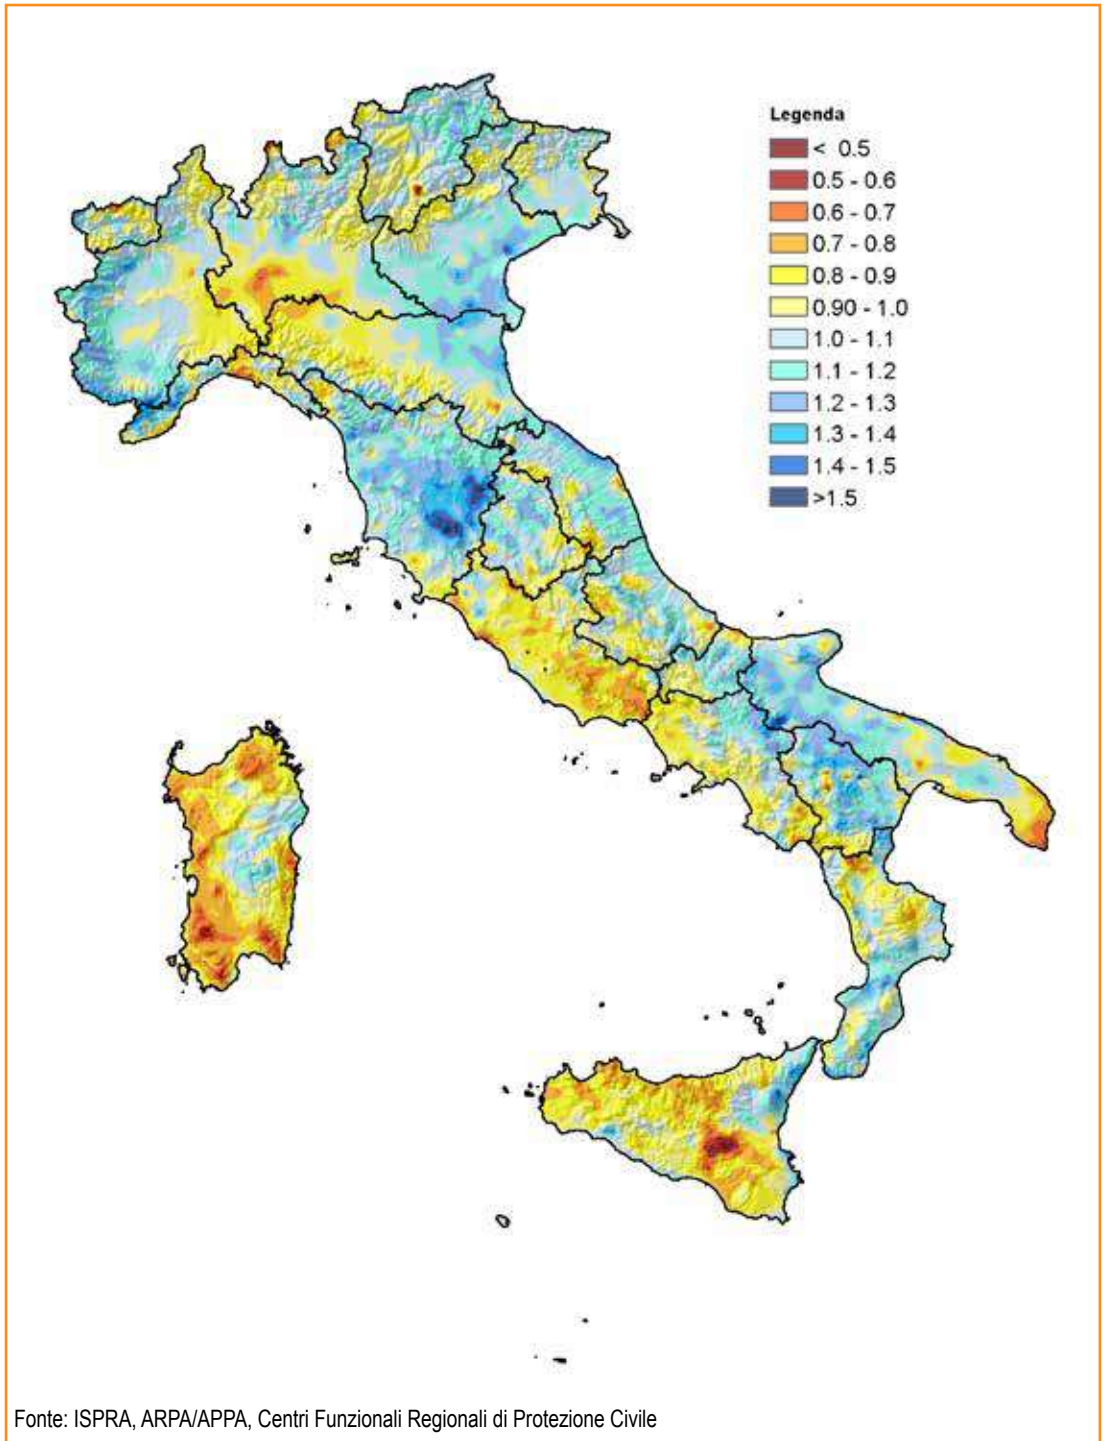 Legenda
< 0.5
0.5 - 0.6
0.6 - 0.7
0.7 - 0.8
0.8 - 0.9
0.90 - 1.0
1.0 - 1.1
1.1 - 1.2
1.2 - 1.3
1.3 - 1.4
1.4 - 1.5
>1.5
Fonte: ISPRA, ARPA/APPA, Centri Funzionali Regionali di Protezione Civile